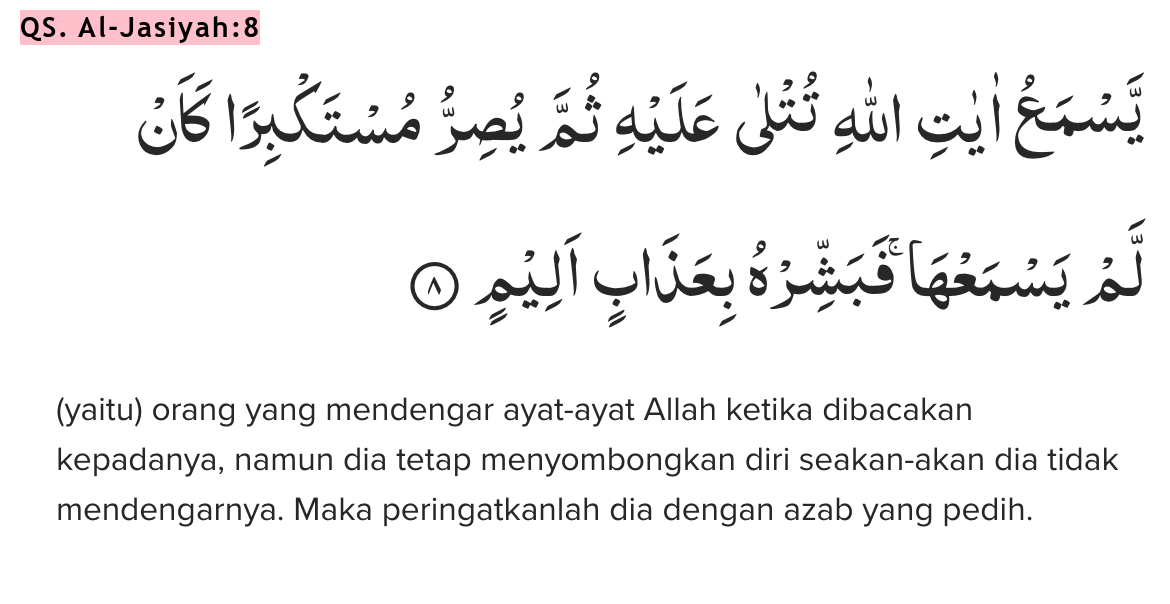 QS. Al-Jasiyah:8
يَّسْمَعُ اٰيٰتِ اللّٰهِ تُتْلٰى عَلَيْهِ ثُمَّ يُصِرُّ مُسْتَكْبِرًا كَاَنْ
لَّمْ يَسْمَعْهَاۚ فَبَشِّرْهُ بِعَذَابٍ اَلِيْمٍ ٨
(yaitu) orang yang mendengar ayat-ayat Allah ketika dibacakan
kepadanya, namun dia tetap menyombongkan diri seakan-akan dia tidak
mendengarnya. Maka peringatkanlah dia dengan azab yang pedih.